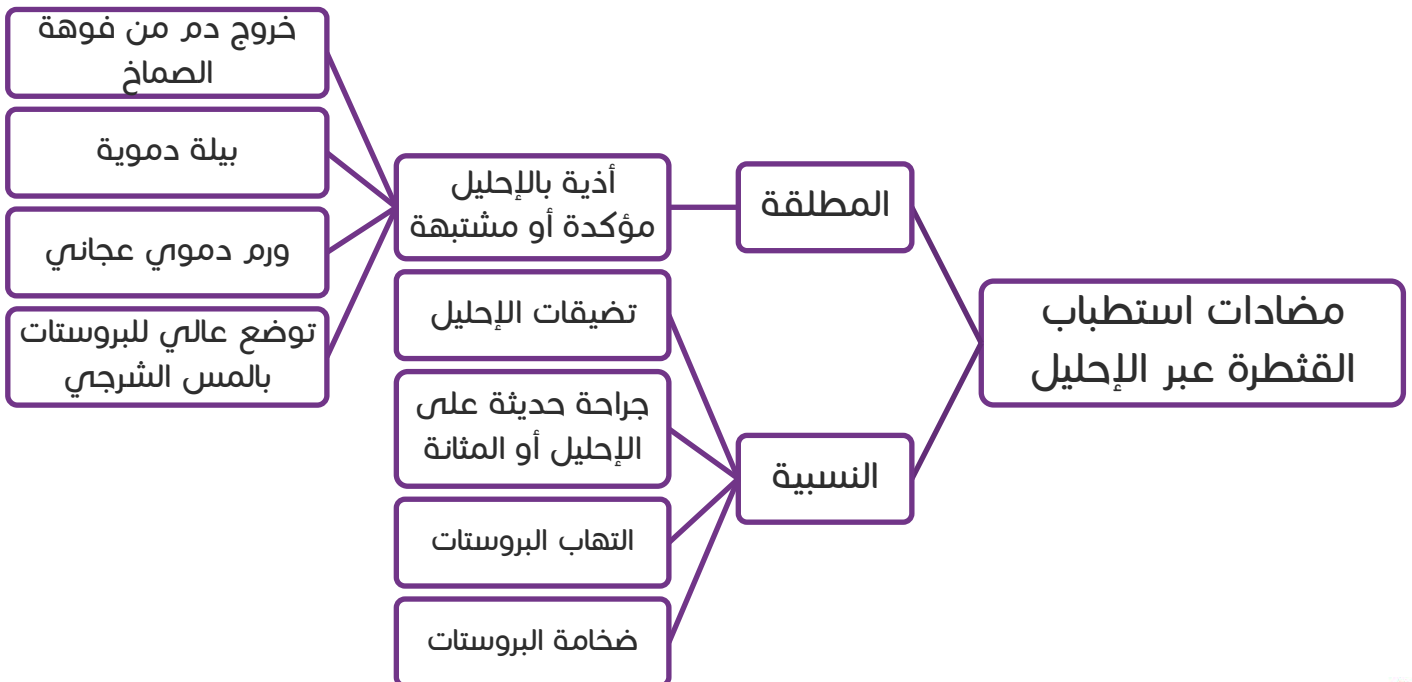 مضادات استطباب
القثطرة عبر الإحليل
المطلقة
أذية بالإحليل
مؤكدة أو مشتبهة
خروج دم من فوهة
الصماخ
بيلة دموية
ورم دموي عجاني
توضع عالي للبروستات
بالمس الشرجي
النسبية
تضيقات الإحليل
جراحة حديثة على
الإحليل أو المثانة
التهاب البروستات
ضخامة البروستات